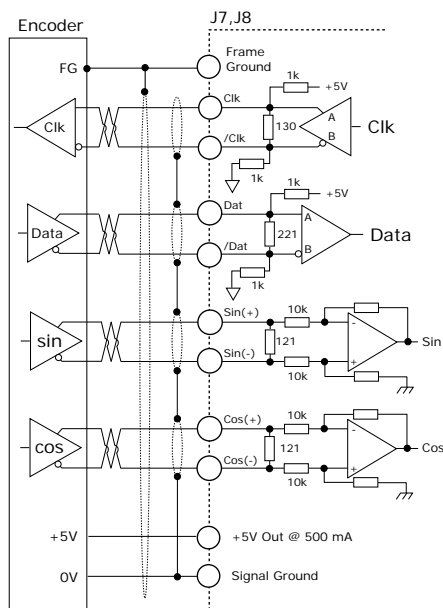 Encoder
J7,J8
FG
Frame
Ground
1k
+5V
Clk
Clk
130
A
B
Clk
/Clk
1k
1k
+5V
Dat
Data
221
A
B
Data
/Dat
1k
Sin(+)
10k
sin
121
-
+
Sin
Sin(-)
10k
Cos(+)
10k
cos
121
-
+
Cos
Cos(-)
10k
+5V
+5V Out @ 500 mA
0V
Signal Ground